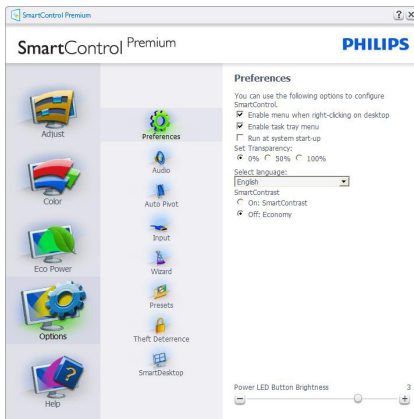 SmartControl Premium
SmartControl Premium
PHILIPS
Adjust
Color
Eco Power
Options
Help
Preferences
Audio
Auto Pivot
Input
Wizard
Presets
Theft Deterrence
SmartDesktop
Preferences
You can use the following options to configure
SmartControl.
Enable menu when right-clicking on desktop
Enable task tray menu
Run at system start-up
Set Transparency:
0% 50% 100%
Select language:
English
SmartContrast
On: SmartContrast
Off: Economy
Power LED Button Brightness 3